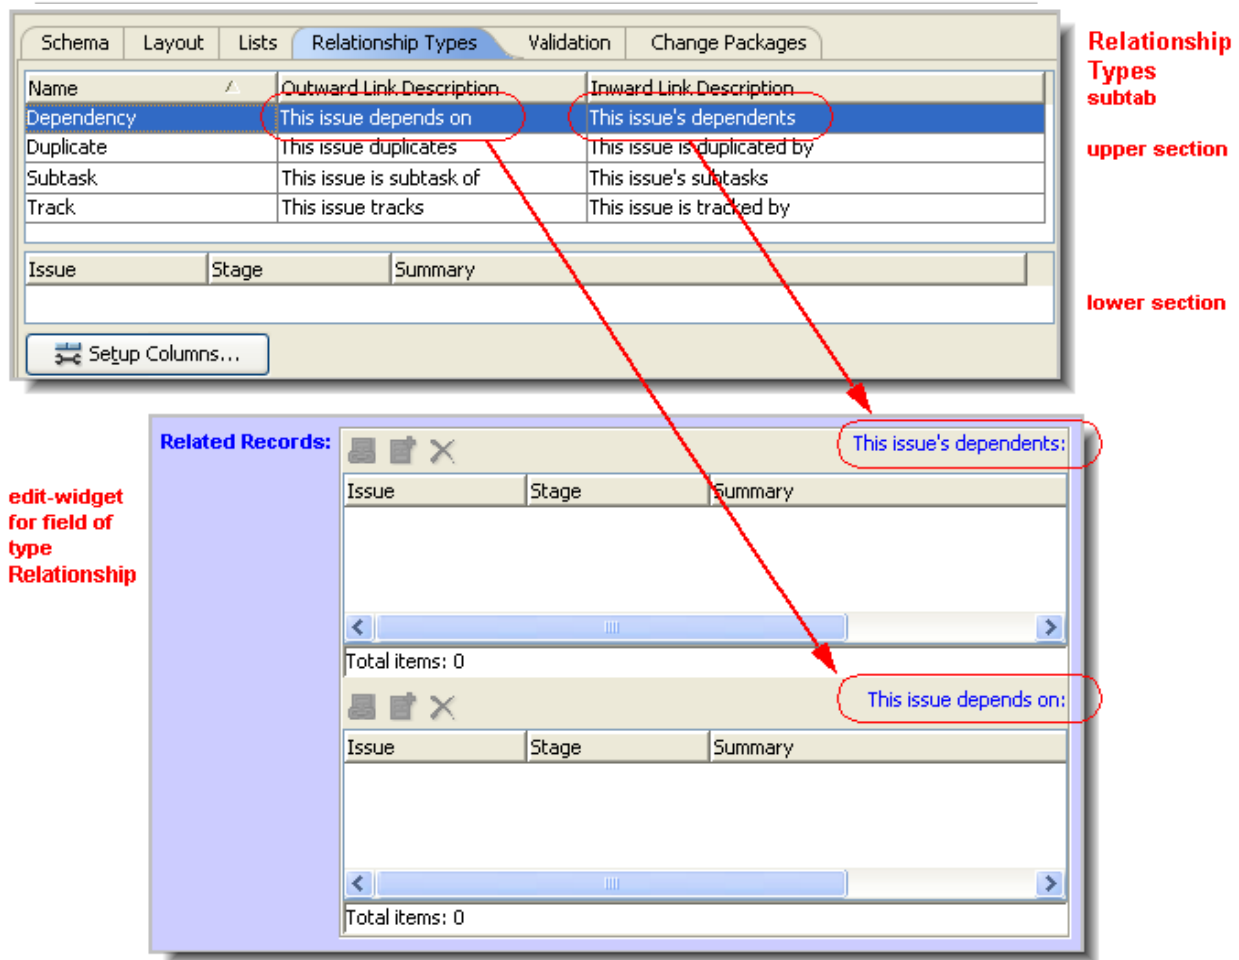 Schema Layout Lists Relationship Types Validation Change Packages
Relationship
Types
subtab
Name Outward Link Description Inward Link Description
Dependency This issue depends on This issue's dependents
Duplicate This issue duplicates This issue is duplicated by
upper section
Subtask This issue is subtask of This issue's subtasks
Track This issue tracks This issue is tracked by
Issue Stage Summary
lower section
Setup Columns...
Related Records: This issue's dependents:
edit-widget
for field of
type
Relationship
Issue Stage Summary
Total items: 0
This issue depends on:
Issue Stage Summary
Total items: 0